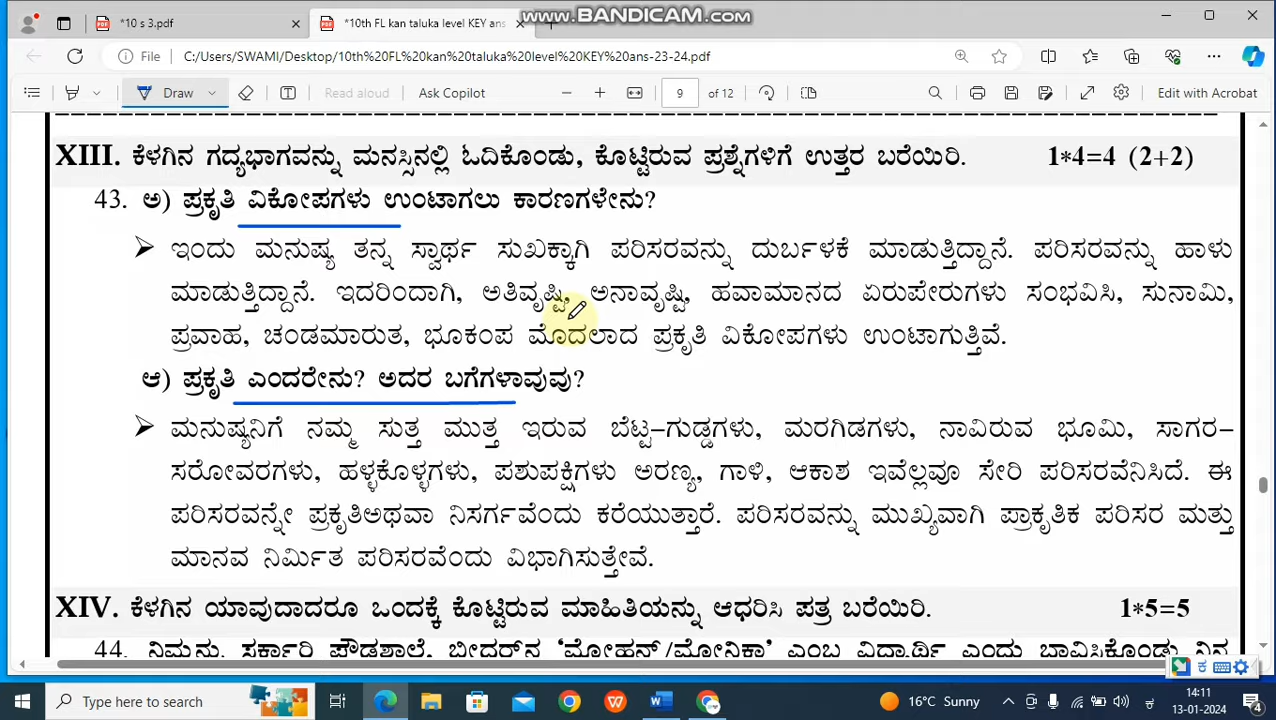 *10 s 3.pdf
*10th FL kan taluka level KEY ans
www.BANDICAM.com
File
C:/Users/SWAMI/Desktop/10th%20FL%20kan%20taluka%20level%20KEY%20ans-23-24.pdf
Draw
Read aloud
Ask Copilot
9 of 12
Edit with Acrobat
XIII. ಕೆಳಗಿನ ಗದ್ಯಭಾಗವನ್ನು ಮನಸ್ಸಿನಲ್ಲಿ ಓದಿಕೊಂಡು, ಕೊಟ್ಟಿರುವ ಪ್ರಶ್ನೆಗಳಿಗೆ ಉತ್ತರ ಬರೆಯಿರಿ. 1*4=4 (2+2)
43. ಅ) ಪ್ರಕೃತಿ ವಿಕೋಪಗಳು ಉಂಟಾಗಲು ಕಾರಣಗಳೇನು?
➢ ಇಂದು ಮನುಷ್ಯ ತನ್ನ ಸ್ವಾರ್ಥ ಸುಖಕ್ಕಾಗಿ ಪರಿಸರವನ್ನು ದುರ್ಬಳಕೆ ಮಾಡುತ್ತಿದ್ದಾನೆ. ಪರಿಸರವನ್ನು ಹಾಳು
ಮಾಡುತ್ತಿದ್ದಾನೆ. ಇದರಿಂದಾಗಿ, ಅತಿವೃಷ್ಟಿ, ಅನಾವೃಷ್ಟಿ, ಹವಾಮಾನದ ಏರುಪೇರುಗಳು ಸಂಭವಿಸಿ, ಸುನಾಮಿ,
ಪ್ರವಾಹ, ಚಂಡಮಾರುತ, ಭೂಕಂಪ ಮೊದಲಾದ ಪ್ರಕೃತಿ ವಿಕೋಪಗಳು ಉಂಟಾಗುತ್ತಿವೆ.
ಆ) ಪ್ರಕೃತಿ ಎಂದರೇನು? ಅದರ ಬಗೆಗಳಾವುವು?
➢ ಮನುಷ್ಯನಿಗೆ ನಮ್ಮ ಸುತ್ತ ಮುತ್ತ ಇರುವ ಬೆಟ್ಟ-ಗುಡ್ಡಗಳು, ಮರಗಿಡಗಳು, ನಾವಿರುವ ಭೂಮಿ, ಸಾಗರ-
ಸರೋವರಗಳು, ಹಳ್ಳಕೊಳ್ಳಗಳು, ಪಶುಪಕ್ಷಿಗಳು ಅರಣ್ಯ, ಗಾಳಿ, ಆಕಾಶ ಇವೆಲ್ಲವೂ ಸೇರಿ ಪರಿಸರವೆನಿಸಿದೆ. ಈ
ಪರಿಸರವನ್ನೇ ಪ್ರಕೃತಿಅಥವಾ ನಿಸರ್ಗವೆಂದು ಕರೆಯುತ್ತಾರೆ. ಪರಿಸರವನ್ನು ಮುಖ್ಯವಾಗಿ ಪ್ರಾಕೃತಿಕ ಪರಿಸರ ಮತ್ತು
ಮಾನವ ನಿರ್ಮಿತ ಪರಿಸರವೆಂದು ವಿಭಾಗಿಸುತ್ತೇವೆ.
XIV. ಕೆಳಗಿನ ಯಾವುದಾದರೂ ಒಂದಕ್ಕೆ ಕೊಟ್ಟಿರುವ ಮಾಹಿತಿಯನ್ನು ಆಧರಿಸಿ ಪತ್ರ ಬರೆಯಿರಿ. 1*5=5
44. ನಿಮ್ಮನ್ನು ಸರ್ಕಾರಿ ಪ್ರೌಢಶಾಲೆ, ಬೀದರ್‌ನ 'ಮೋಹನ್/ಮೋನಿಕಾ' ಎಂಬ ವಿದ್ಯಾರ್ಥಿ ಎಂದು ಭಾವಿಸಿಕೊಂಡು
Type here to search
16°C Sunny
14:11
13-01-2024
4